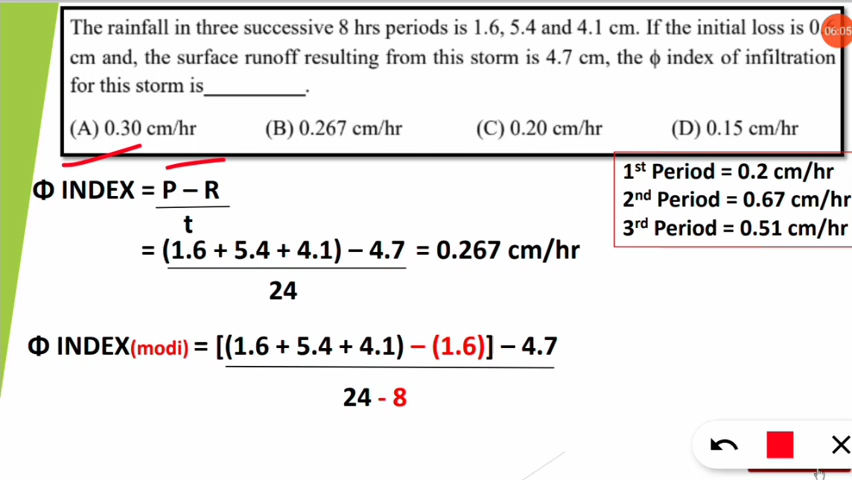 The rainfall in three successive 8 hrs periods is 1.6, 5.4 and 4.1 cm. If the initial loss is 0.
06:05
cm and, the surface runoff resulting from this storm is 4.7 cm, the ϕ index of infiltration
for this storm is__________.
(A) 0.30 cm/hr (B) 0.267 cm/hr (C) 0.20 cm/hr (D) 0.15 cm/hr
1st Period = 0.2 cm/hr
2nd Period = 0.67 cm/hr
3rd Period = 0.51 cm/hr
Φ INDEX = P – R
t
= (1.6 + 5.4 + 4.1) – 4.7 = 0.267 cm/hr
24
Φ INDEX(modi) = [(1.6 + 5.4 + 4.1) – (1.6)] – 4.7
24 - 8